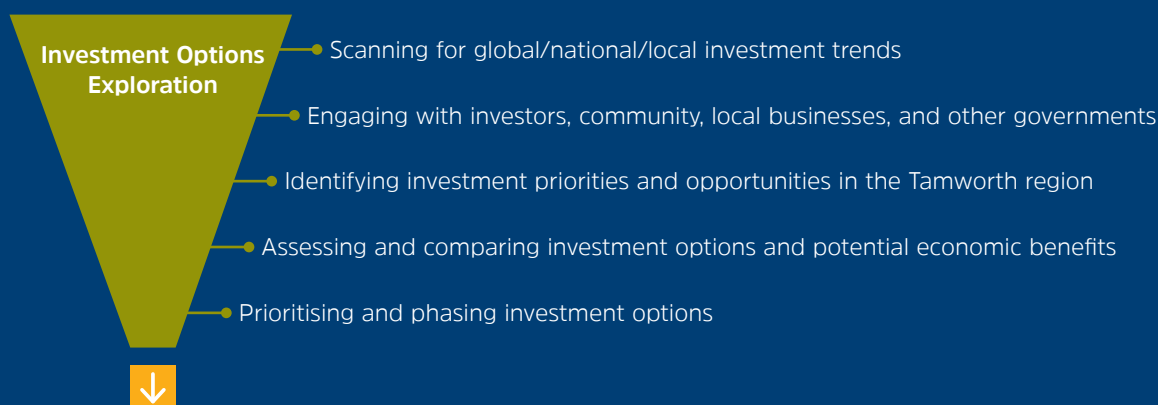 Investment Options
Exploration
Scanning for global/national/local investment trends
Engaging with investors, community, local businesses, and other governments
Identifying investment priorities and opportunities in the Tamworth region
Assessing and comparing investment options and potential economic benefits
Prioritising and phasing investment options